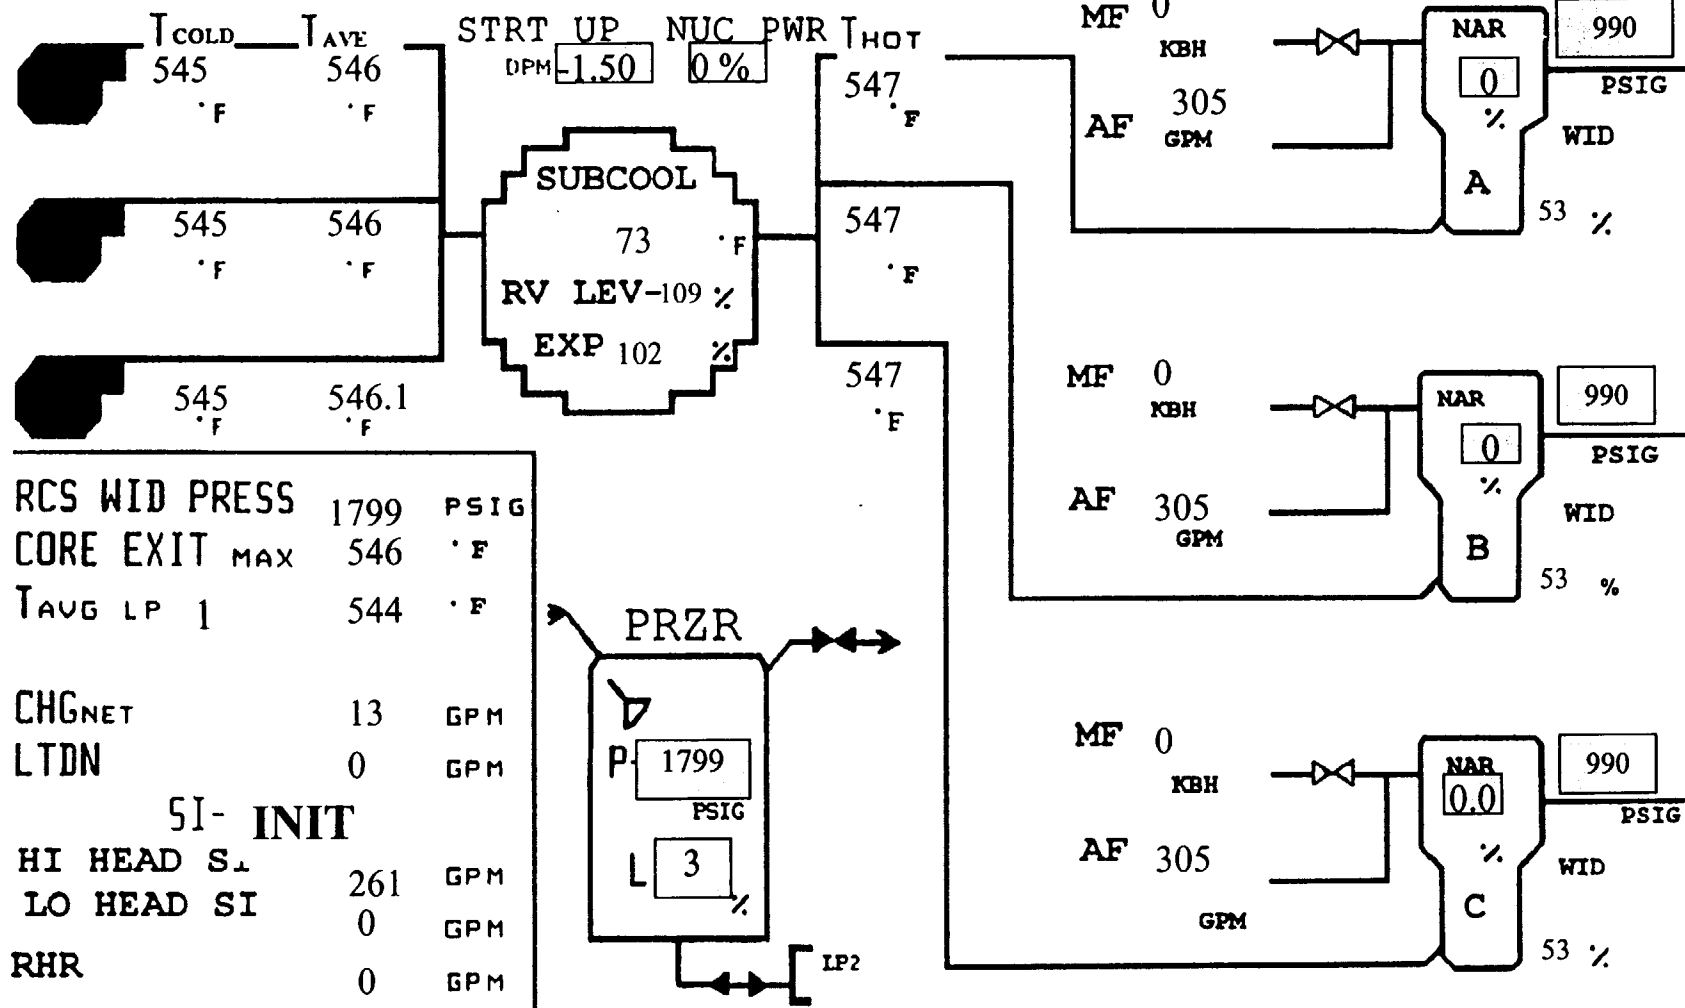 TCOLD TAVE STRT UP NUC PWR THOT
545 546 DPM -1.50 0 % 547
°F °F °F
MF 0 KBH NAR 990
0 PSIG
AF 305 GPM % WID
A
53 %
SUBCOOL
545 546 73 °F 547
°F °F °F
RV LEV-109 %
EXP 102 %
545 546.1 547
°F °F °F
MF 0 KBH NAR 990
0 PSIG
AF 305 GPM % WID
B
53 %
RCS WID PRESS 1799 PSIG
CORE EXIT MAX 546 °F
TAVG LP 1 544 °F
CHGNET 13 GPM
LTDN 0 GPM
SI- INIT
HI HEAD SI 261 GPM
LO HEAD SI 0 GPM
RHR 0 GPM
PRZR
P 1799
PSIG
L 3
%
LP2
MF 0 KBH NAR 990
0.0 PSIG
AF 305 GPM % WID
C
53 %